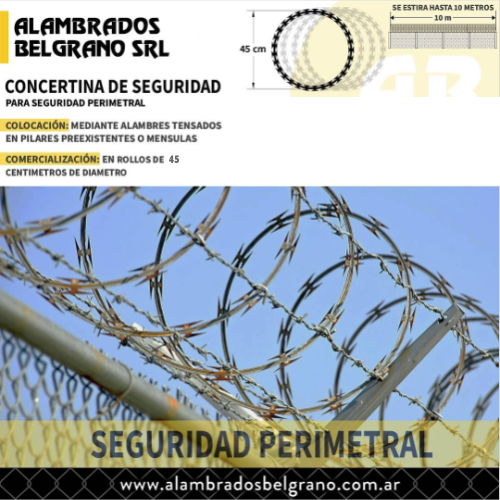 ALAMBRADOS
BELGRANO SRL
45 cm
SE ESTIRA HASTA 10 METROS
10 m
CONCERTINA DE SEGURIDAD
PARA SEGURIDAD PERIMETRAL
COLOCACIÓN: MEDIANTE ALAMBRES TENSADOS
EN PILARES PREEXISTENTES O MENSULAS
COMERCIALIZACIÓN: EN ROLLOS DE 45
CENTIMETROS DE DIAMETRO
SEGURIDAD PERIMETRAL
www.alambradosbelgrano.com.ar